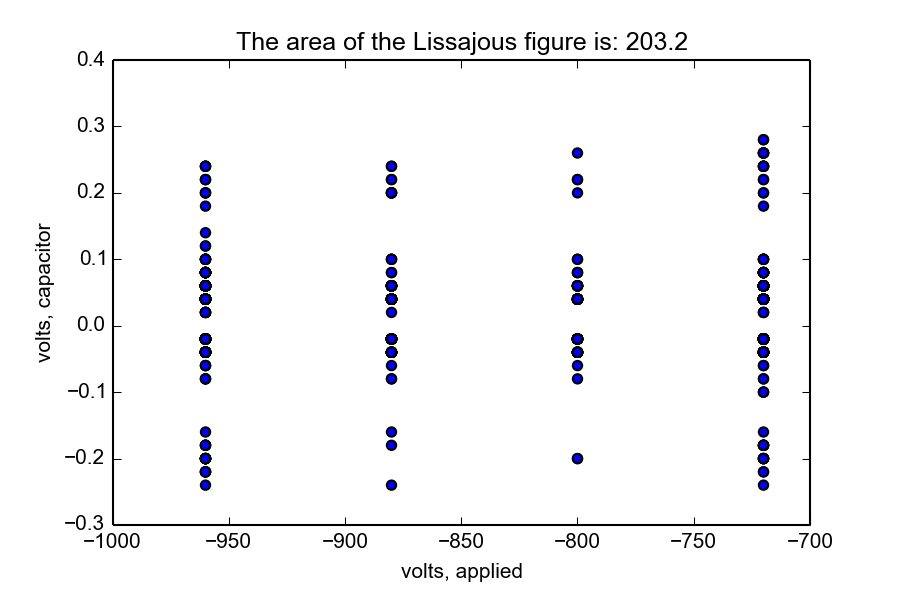 The area of the Lissajous figure is: 203.2
0.4
0.3
0.2
0.1
0.0
−0.1
−0.2
−0.3
−1000 −950 −900 −850 −800 −750 −700
volts, capacitor
volts, applied